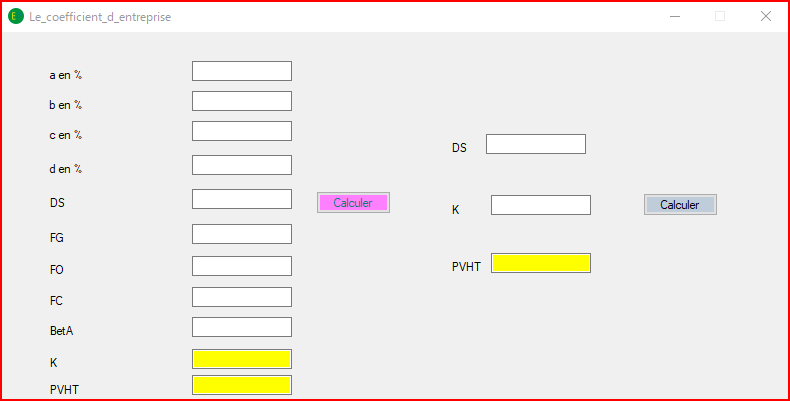 Le_coefficient_d_entreprise
a en %
b en %
c en %
d en %
DS
Calculer
FG
FO
FC
BetA
K
PVHT
DS
K
Calculer
PVHT